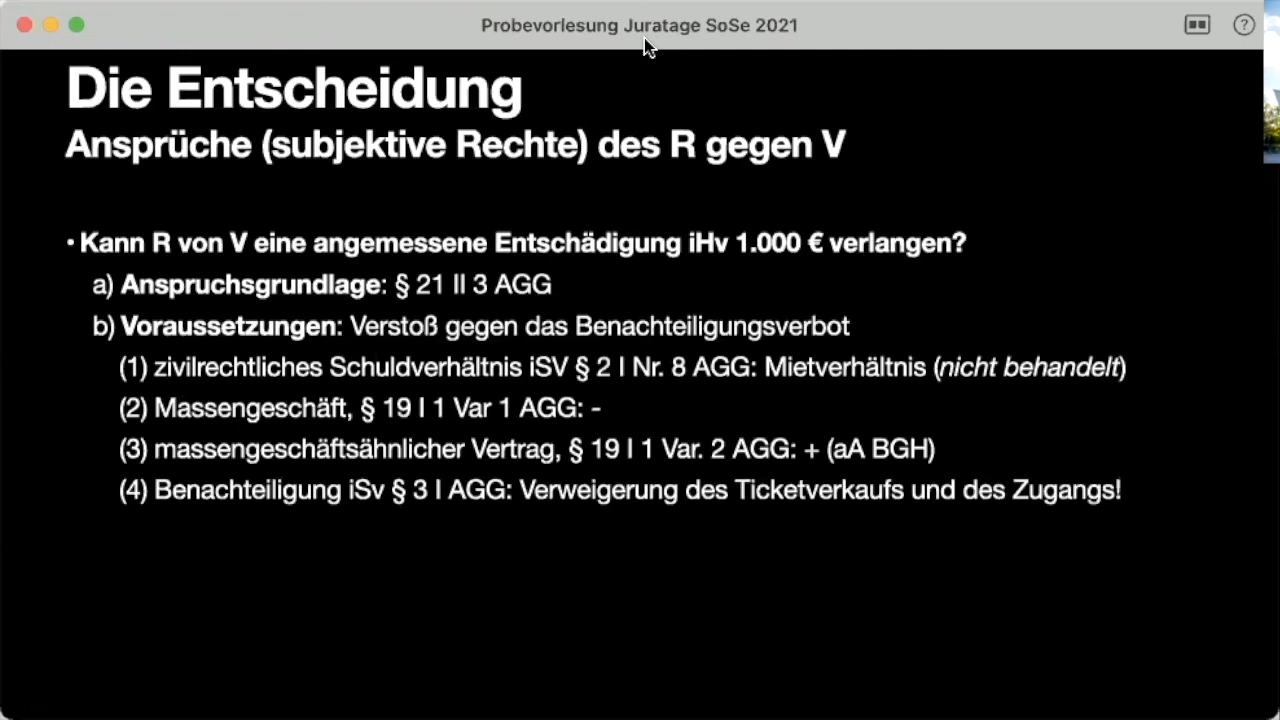 Probevorlesung Juratage SoSe 2021
Die Entscheidung
Ansprüche (subjektive Rechte) des R gegen V
• Kann R von V eine angemessene Entschädigung iHv 1.000 € verlangen?
a) Anspruchsgrundlage: § 21 II 3 AGG
b) Voraussetzungen: Verstoß gegen das Benachteiligungsverbot
(1) zivilrechtliches Schuldverhältnis iSV § 2 I Nr. 8 AGG: Mietverhältnis (nicht behandelt)
(2) Massengeschäft, § 19 I 1 Var 1 AGG: -
(3) massengeschäftsähnlicher Vertrag, § 19 I 1 Var. 2 AGG: + (aA BGH)
(4) Benachteiligung iSv § 3 I AGG: Verweigerung des Ticketverkaufs und des Zugangs!